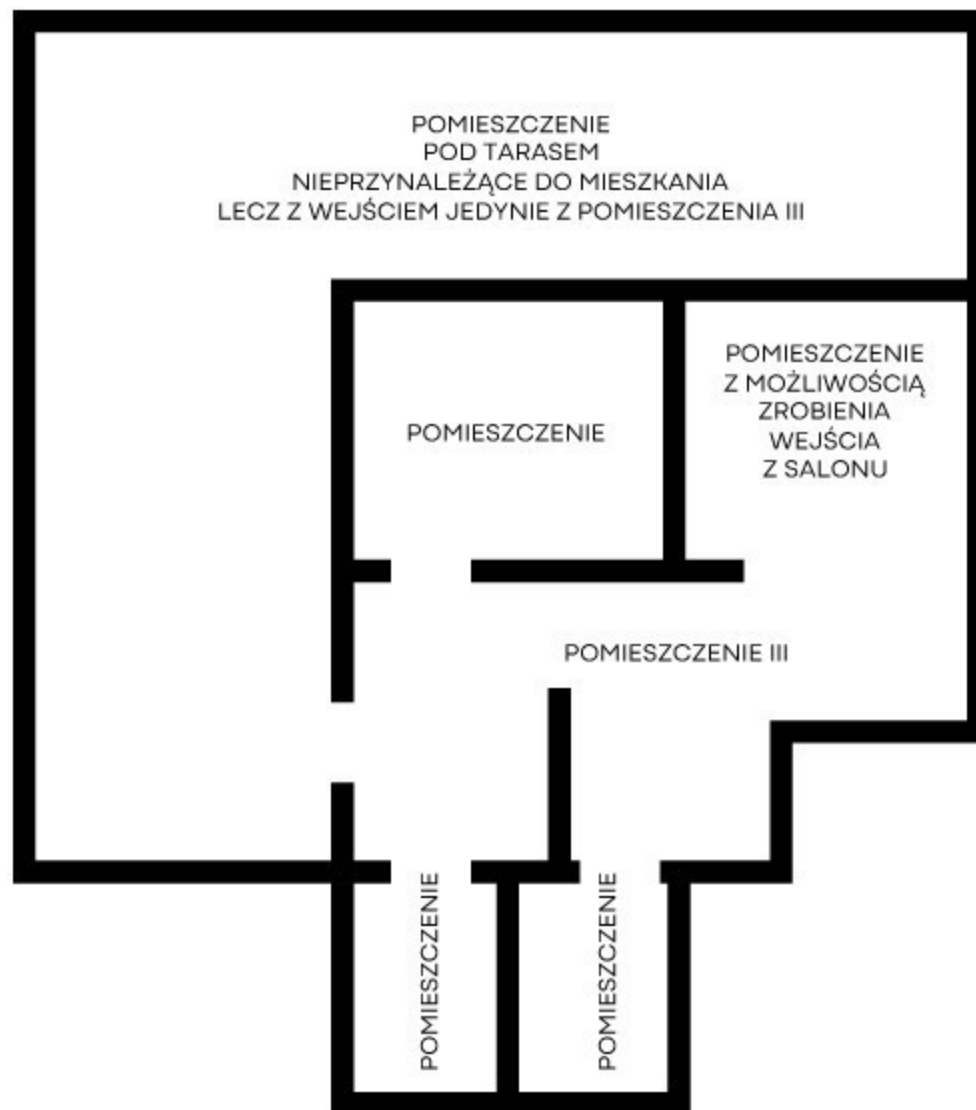 POMIESZCZENIE
POD TARASEM
NIEPRZYNALEŻĄCE DO MIESZKANIA
LECZ Z WEJŚCIEM JEDYNIE Z POMIESZCZENIA III
POMIESZCZENIE
Z MOŻLIWOŚCIĄ
ZROBIENIA
WEJŚCIA
Z SALONU
POMIESZCZENIE
POMIESZCZENIE III
POMIESZCZENIE
POMIESZCZENIE